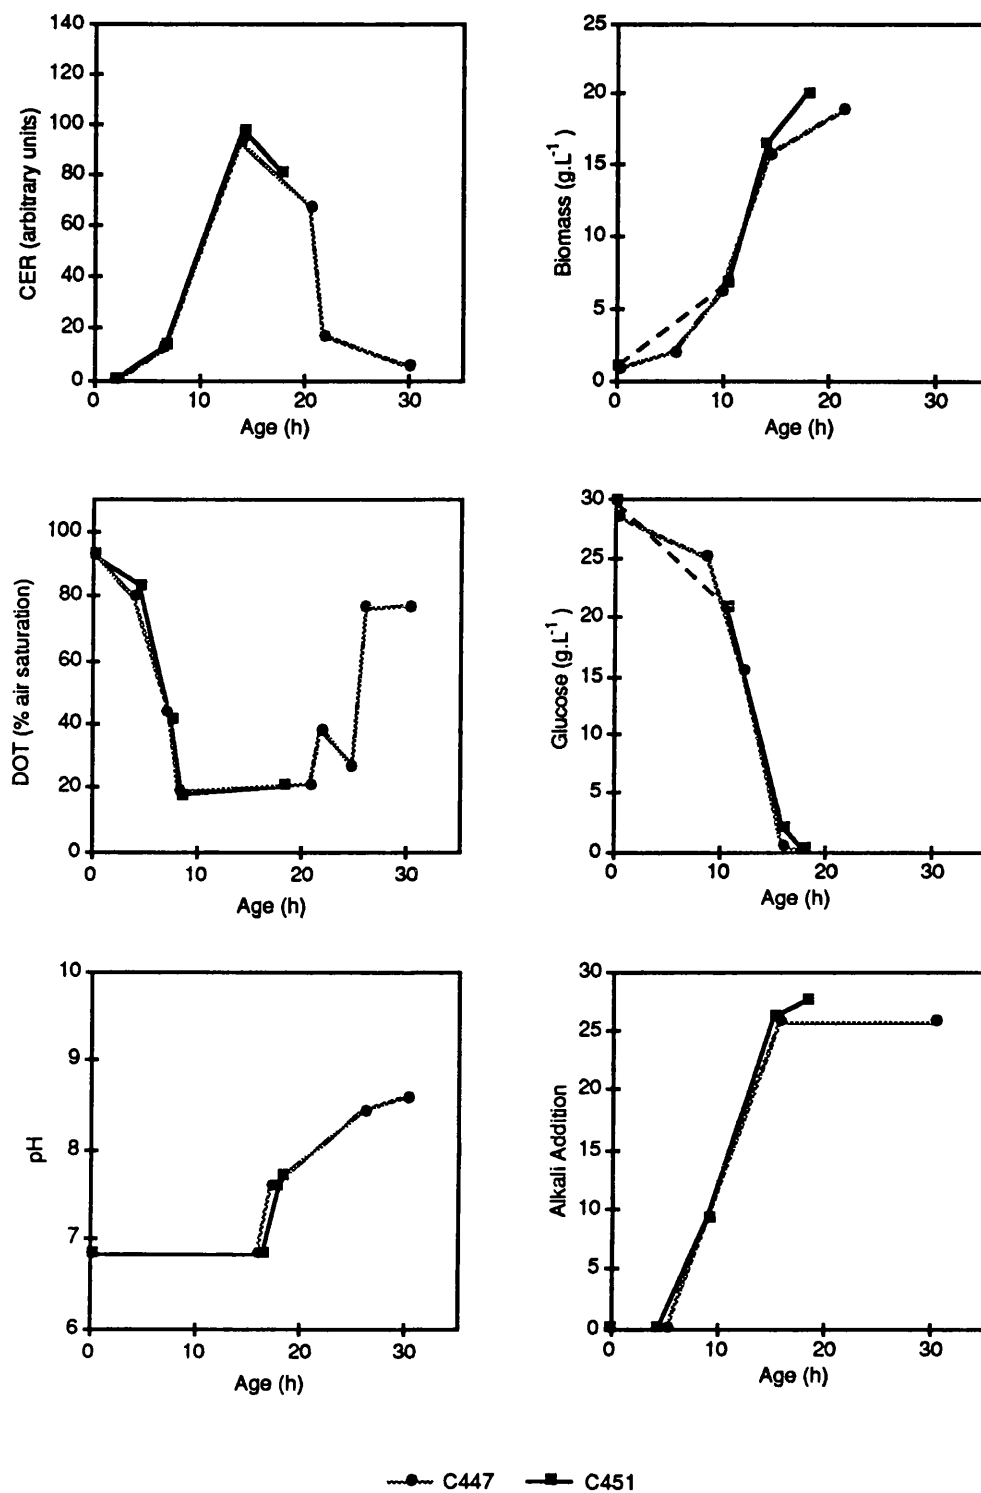 CER (arbitrary units)
140
120
100
80
60
40
20
0
0 10 20 30
Age (h)
Biomass (g.L-1 )
25
20
15
10
5
0
0 10 20 30
Age (h)
DOT (% air saturation)
100
80
60
40
20
0
0 10 20 30
Age (h)
Glucose (g.L-1 )
30
25
20
15
10
5
0
0 10 20 30
Age (h)
pH
10
9
8
7
6
0 10 20 30
Age (h)
Alkali Addition
30
25
20
15
10
5
0
0 10 20 30
Age (h)
C447 C451